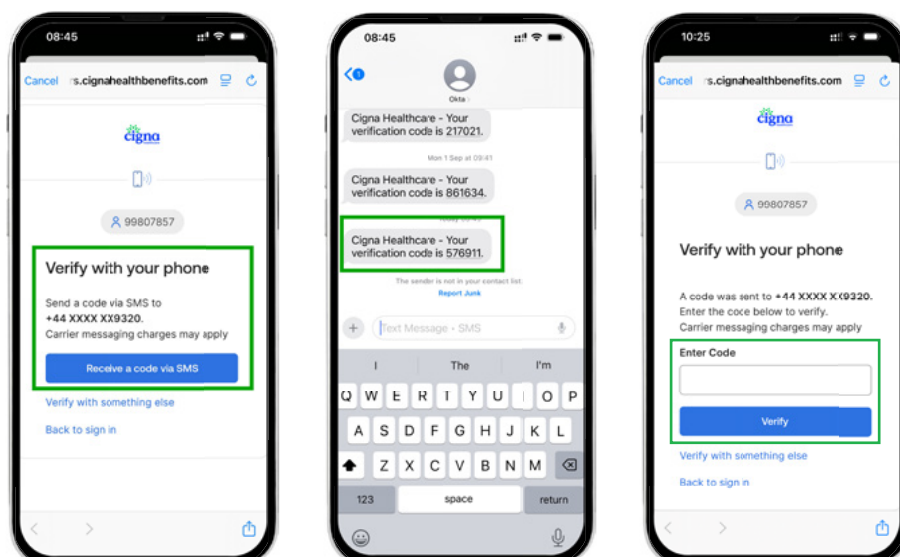 08:45
Cancel rs.cignahealthbenefits.com
cigna
healthcare
99807857
Verify with your phone
Send a code via SMS to
+44 XXXX XX9320.
Carrier messaging charges may apply
Receive a code via SMS
Verify with something else
Back to sign in
08:45
1
Okta
Cigna Healthcare - Your
verification code is 217021.
Mon 1 Sep at 09:41
Cigna Healthcare - Your
verification code is 861634.
Cigna Healthcare - Your
verification code is 576911.
The sender is not in your contact list.
Report Junk
Text Message • SMS
I The I'm
Q W E R T Y U I O P
A S D F G H J K L
Z X C V B N M
123 space return
10:25
Cancel rs.cignahealthbenefits.com
cigna
healthcare
99807857
Verify with your phone
A code was sent to +44 XXXX XX9320.
Enter the coce below to verify.
Carrier messaging charges may apply
Enter Code
Verify
Verify with something else
Back to sign n